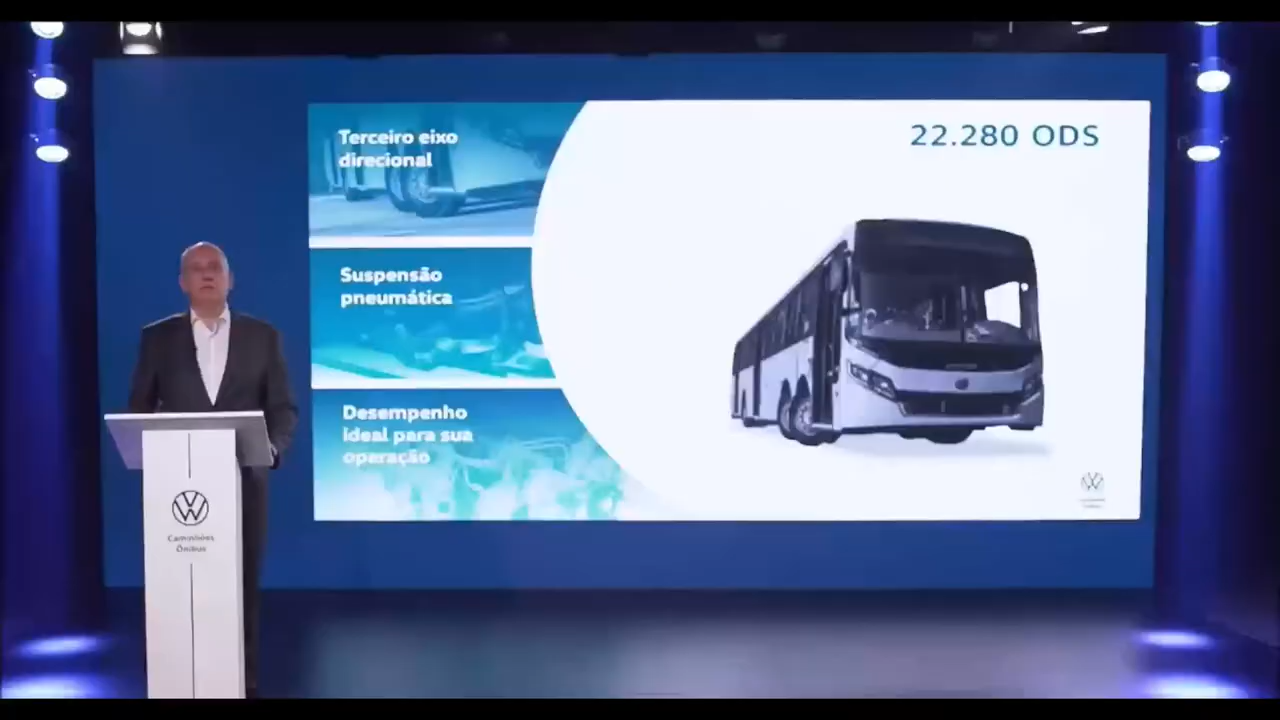 Terceiro eixo
direcional
22.280 ODS
Suspensão
pneumática
Desempenho
ideal para sua
operação
Caminhões
Ônibus